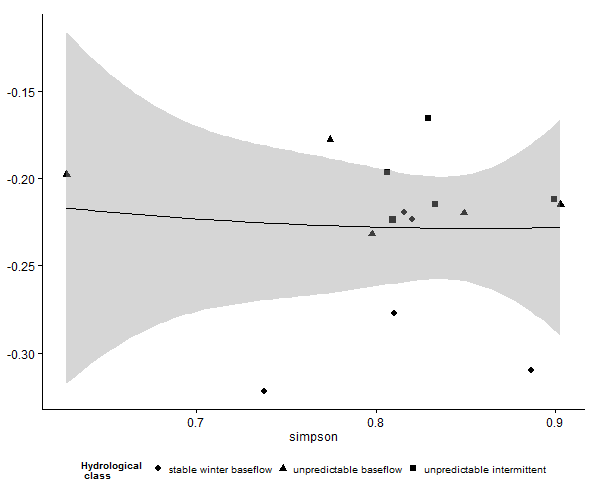 -0.15
-0.20
-0.25
-0.30
0.7 0.8 0.9
simpson
Hydrological
class
stable winter baseflow unpredictable baseflow unpredictable intermittent